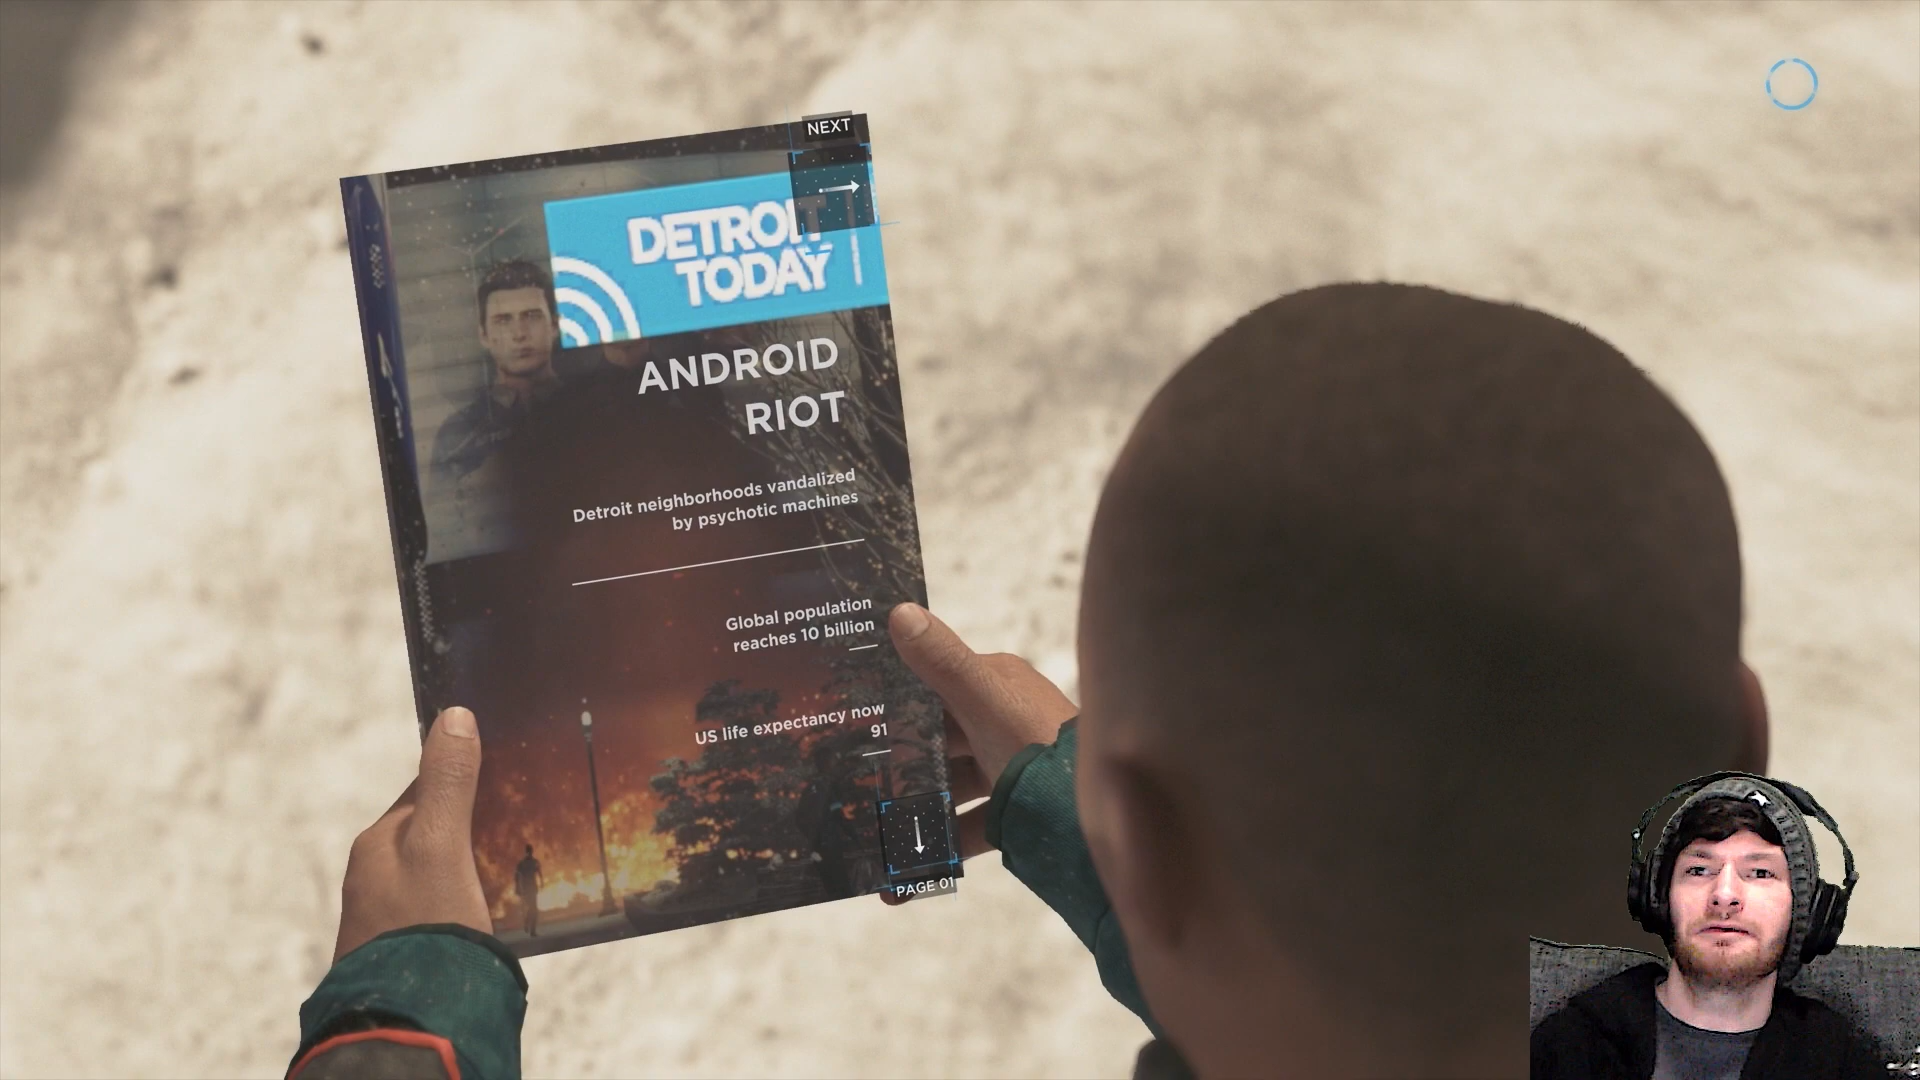 NEXT
DETROIT
TODAY
ANDROID
RIOT
Detroit neighborhoods vandalized
by psychotic machines
Global population
reaches 10 billion
US life expectancy now
91
PAGE 01